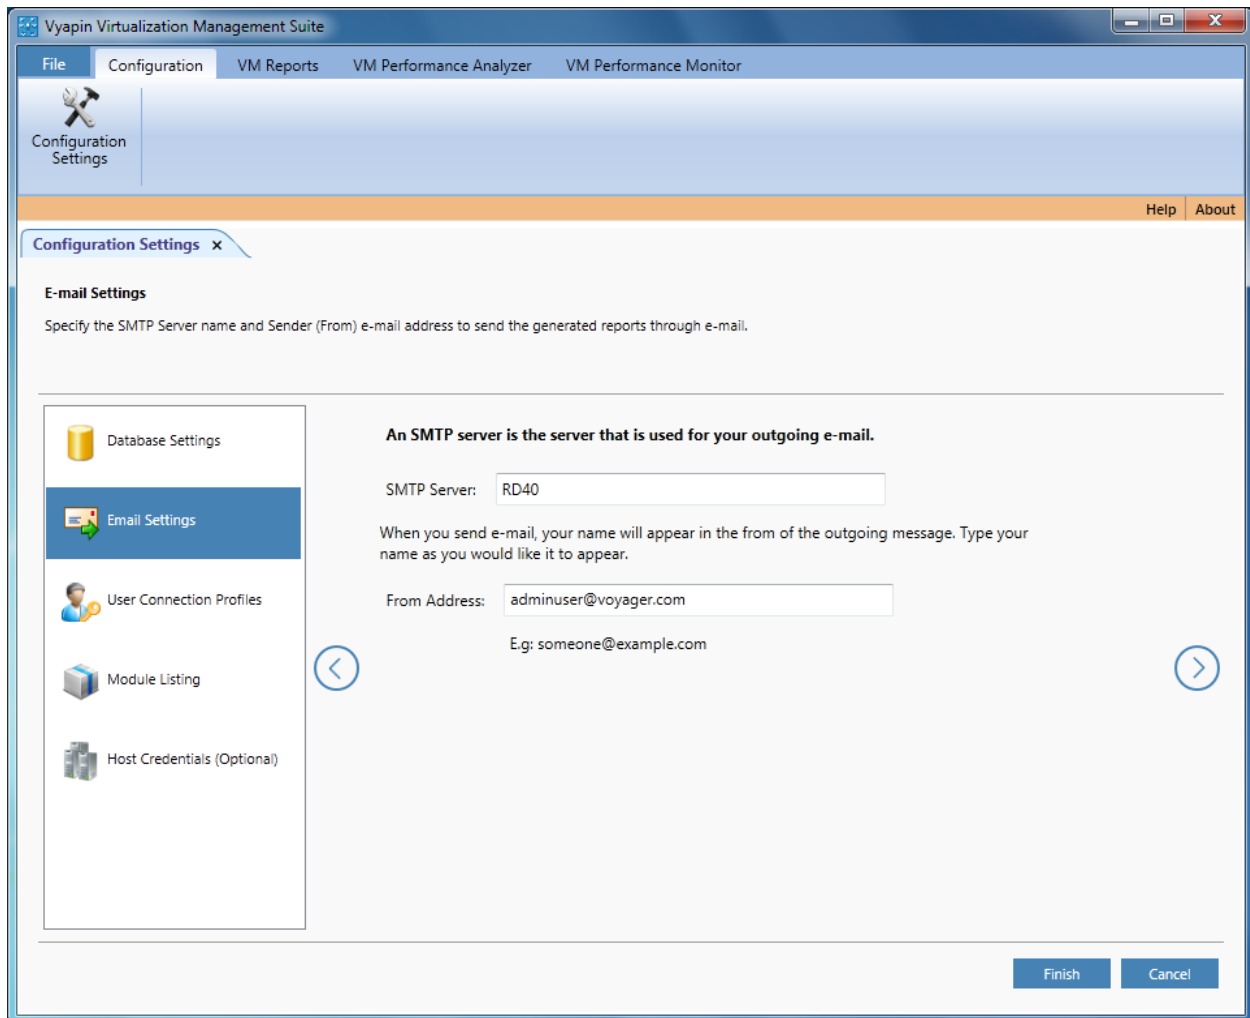 Vyapin Virtualization Management Suite
File Configuration VM Reports VM Performance Analyzer VM Performance Monitor
Configuration
Settings
Help About
Configuration Settings x
E-mail Settings
Specify the SMTP Server name and Sender (From) e-mail address to send the generated reports through e-mail.
Database Settings
Email Settings
User Connection Profiles
Module Listing
Host Credentials (Optional)
An SMTP server is the server that is used for your outgoing e-mail.
SMTP Server: RD40
When you send e-mail, your name will appear in the from of the outgoing message. Type your
name as you would like it to appear.
From Address: adminuser@voyager.com
E.g: someone@example.com
Finish Cancel